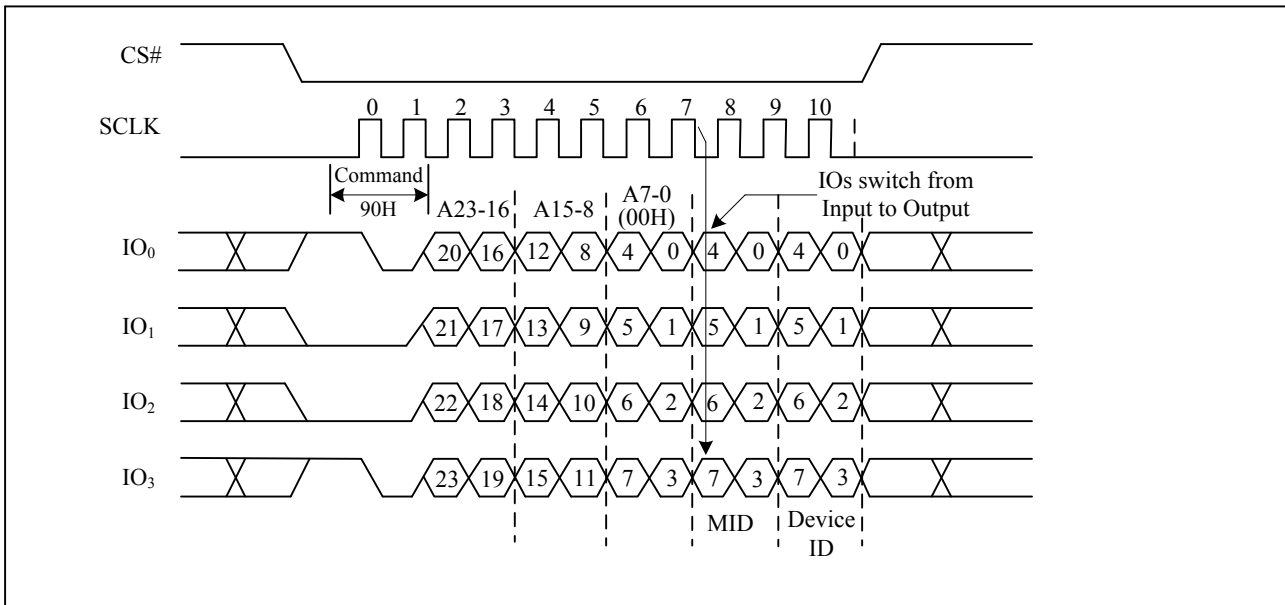 CS#
0 1 2 3 4 5 6 7 8 9 10
SCLK
Command
90H
A23-16
A15-8
A7-0
(00H)
IOs switch from
Input to Output
IO0
20 16 12 8 4 0 4 0 4 0
IO1
21 17 13 9 5 1 5 1 5 1
IO2
22 18 14 10 6 2 6 2 6 2
IO3
23 19 15 11 7 3 7 3 7 3
MID
Device
ID